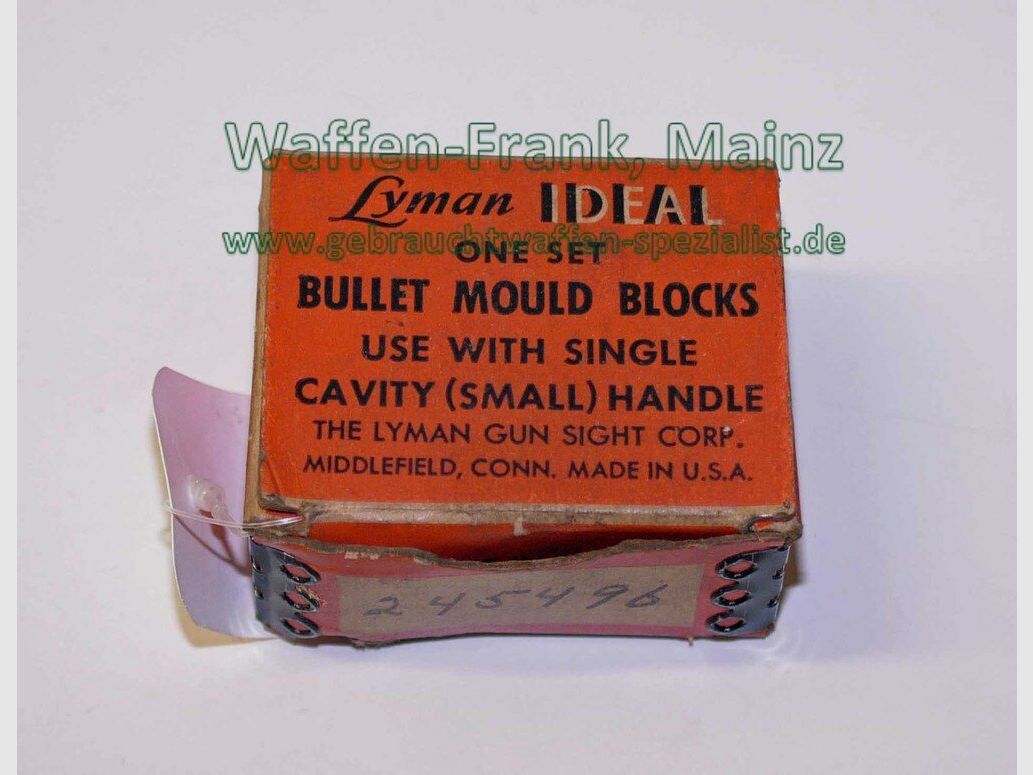 Waffen-Frank, Mainz
Lyman IDEAL
www.gebrauchtwaffen-spezialist.de
ONE SET
BULLET MOULD BLOCKS
USE WITH SINGLE
CAVITY (SMALL) HANDLE
THE LYMAN GUN SIGHT CORP.
MIDDLEFIELD, CONN. MADE IN U.S.A.
245496